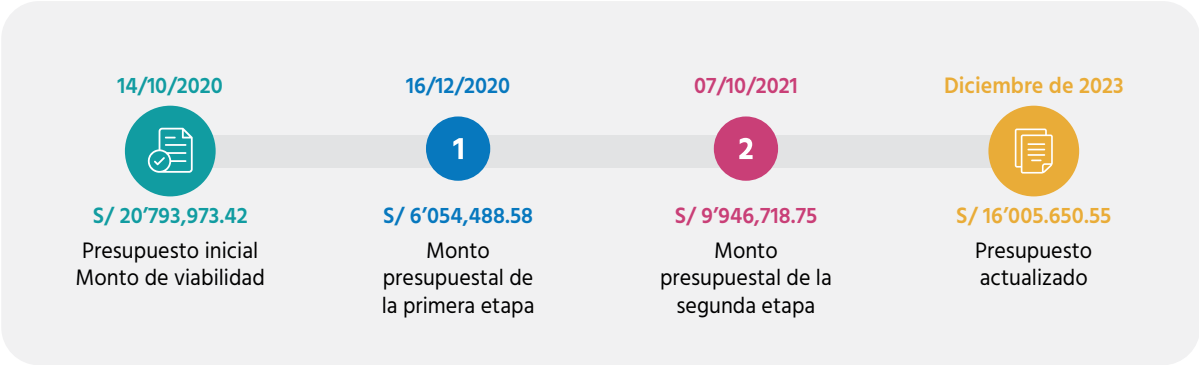 14/10/2020
S/ 20’793,973.42
Presupuesto inicial
Monto de viabilidad
16/12/2020
1
S/ 6’054,488.58
Monto
presupuestal de
la primera etapa
07/10/2021
2
S/ 9’946,718.75
Monto
presupuestal de la
segunda etapa
Diciembre de 2023
S/ 16’005.650.55
Presupuesto
actualizado